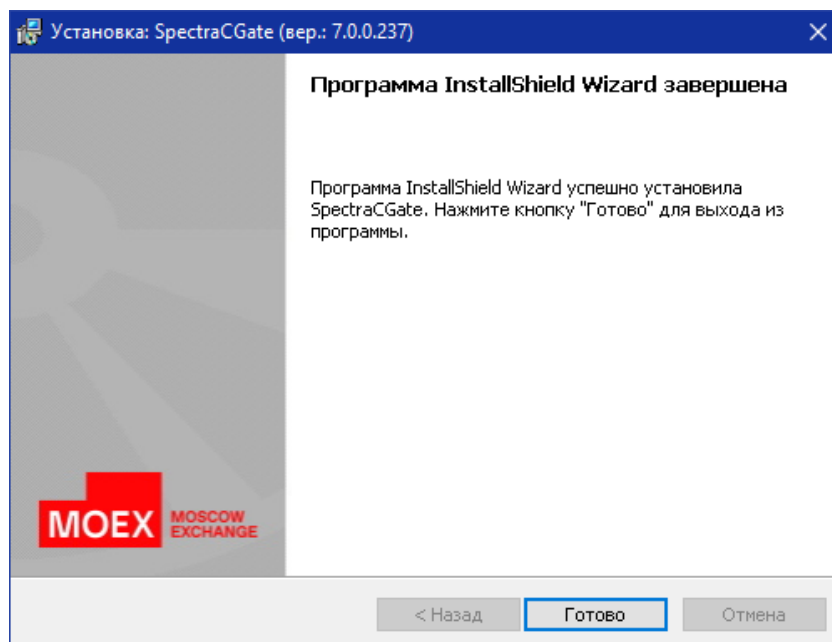 Установка: SpectraCGate (вер.: 7.0.0.237)
Программа InstallShield Wizard завершена
Программа InstallShield Wizard успешно установила
SpectraCGate. Нажмите кнопку "Готово" для выхода из
программы.
MOEX MOSCOW
EXCHANGE
< Назад Готово Отмена